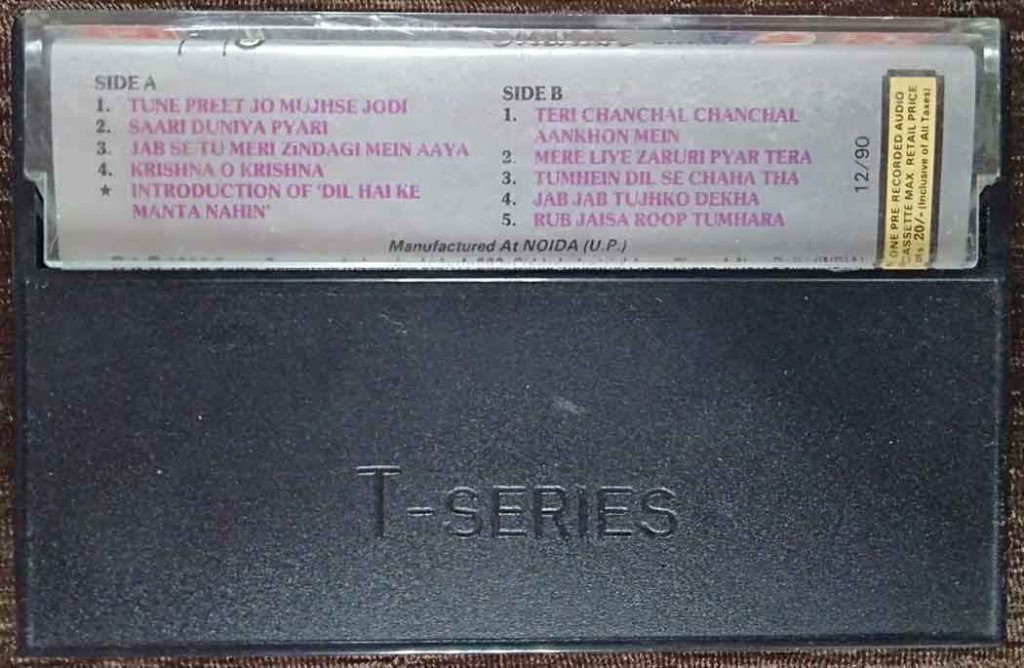 SIDE A
1. TUNE PREET JO MUJHSE JODI
2. SAARI DUNIYA PYARI
3. JAB SE TU MERI ZiNDAGI MEIN AAYA
4. KRISHNA O KRISHNA
★ INTRODUCTION OF 'DIL HAI KE
MANTA NAHIN'
SIDE B
1. TERI CHANCHAL CHANCHAL
AANKHON MEIN
2. MERE LIYE ZARURI PYAR TERA
3. TUMHEIN DIL SE CHAHA THA
4. JAB JAB TUJHKO DEKHA
5. RUB JAISA ROOP TUMHARA
Manufactured At NOIDA (U.P.)
12/90
ONE PRE RECORDED AUDIO
CASSETTE MAX RETAIL PRICE
Rs. 20/- (Inclusive of All Taxes)
T-SERIES